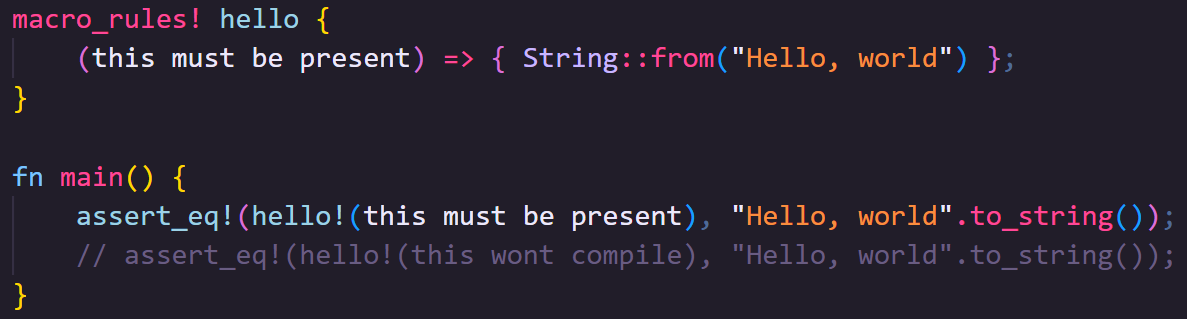 macro_rules! hello {
    (this must be present) => { String::from("Hello, world") };
}
fn main() {
    assert_eq!(hello!(this must be present), "Hello, world".to_string());
    // assert_eq!(hello!(this wont compile), "Hello, world".to_string());
}